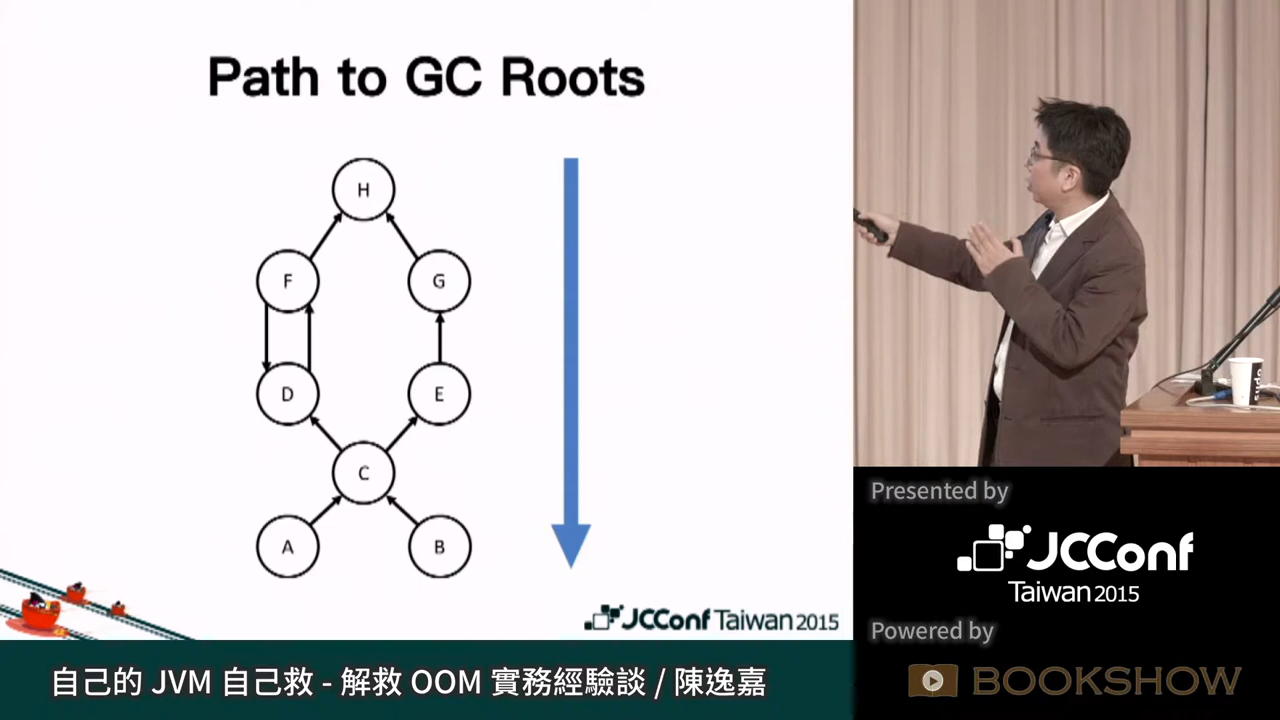 Path to GC Roots
H
F
G
D
E
C
A
B
JCConf Taiwan 2015
自己的 JVM 自己救 - 解救 OOM 實務經驗談 / 陳逸嘉
Presented by
JCConf
Taiwan 2015
Powered by
BOOKSHOW